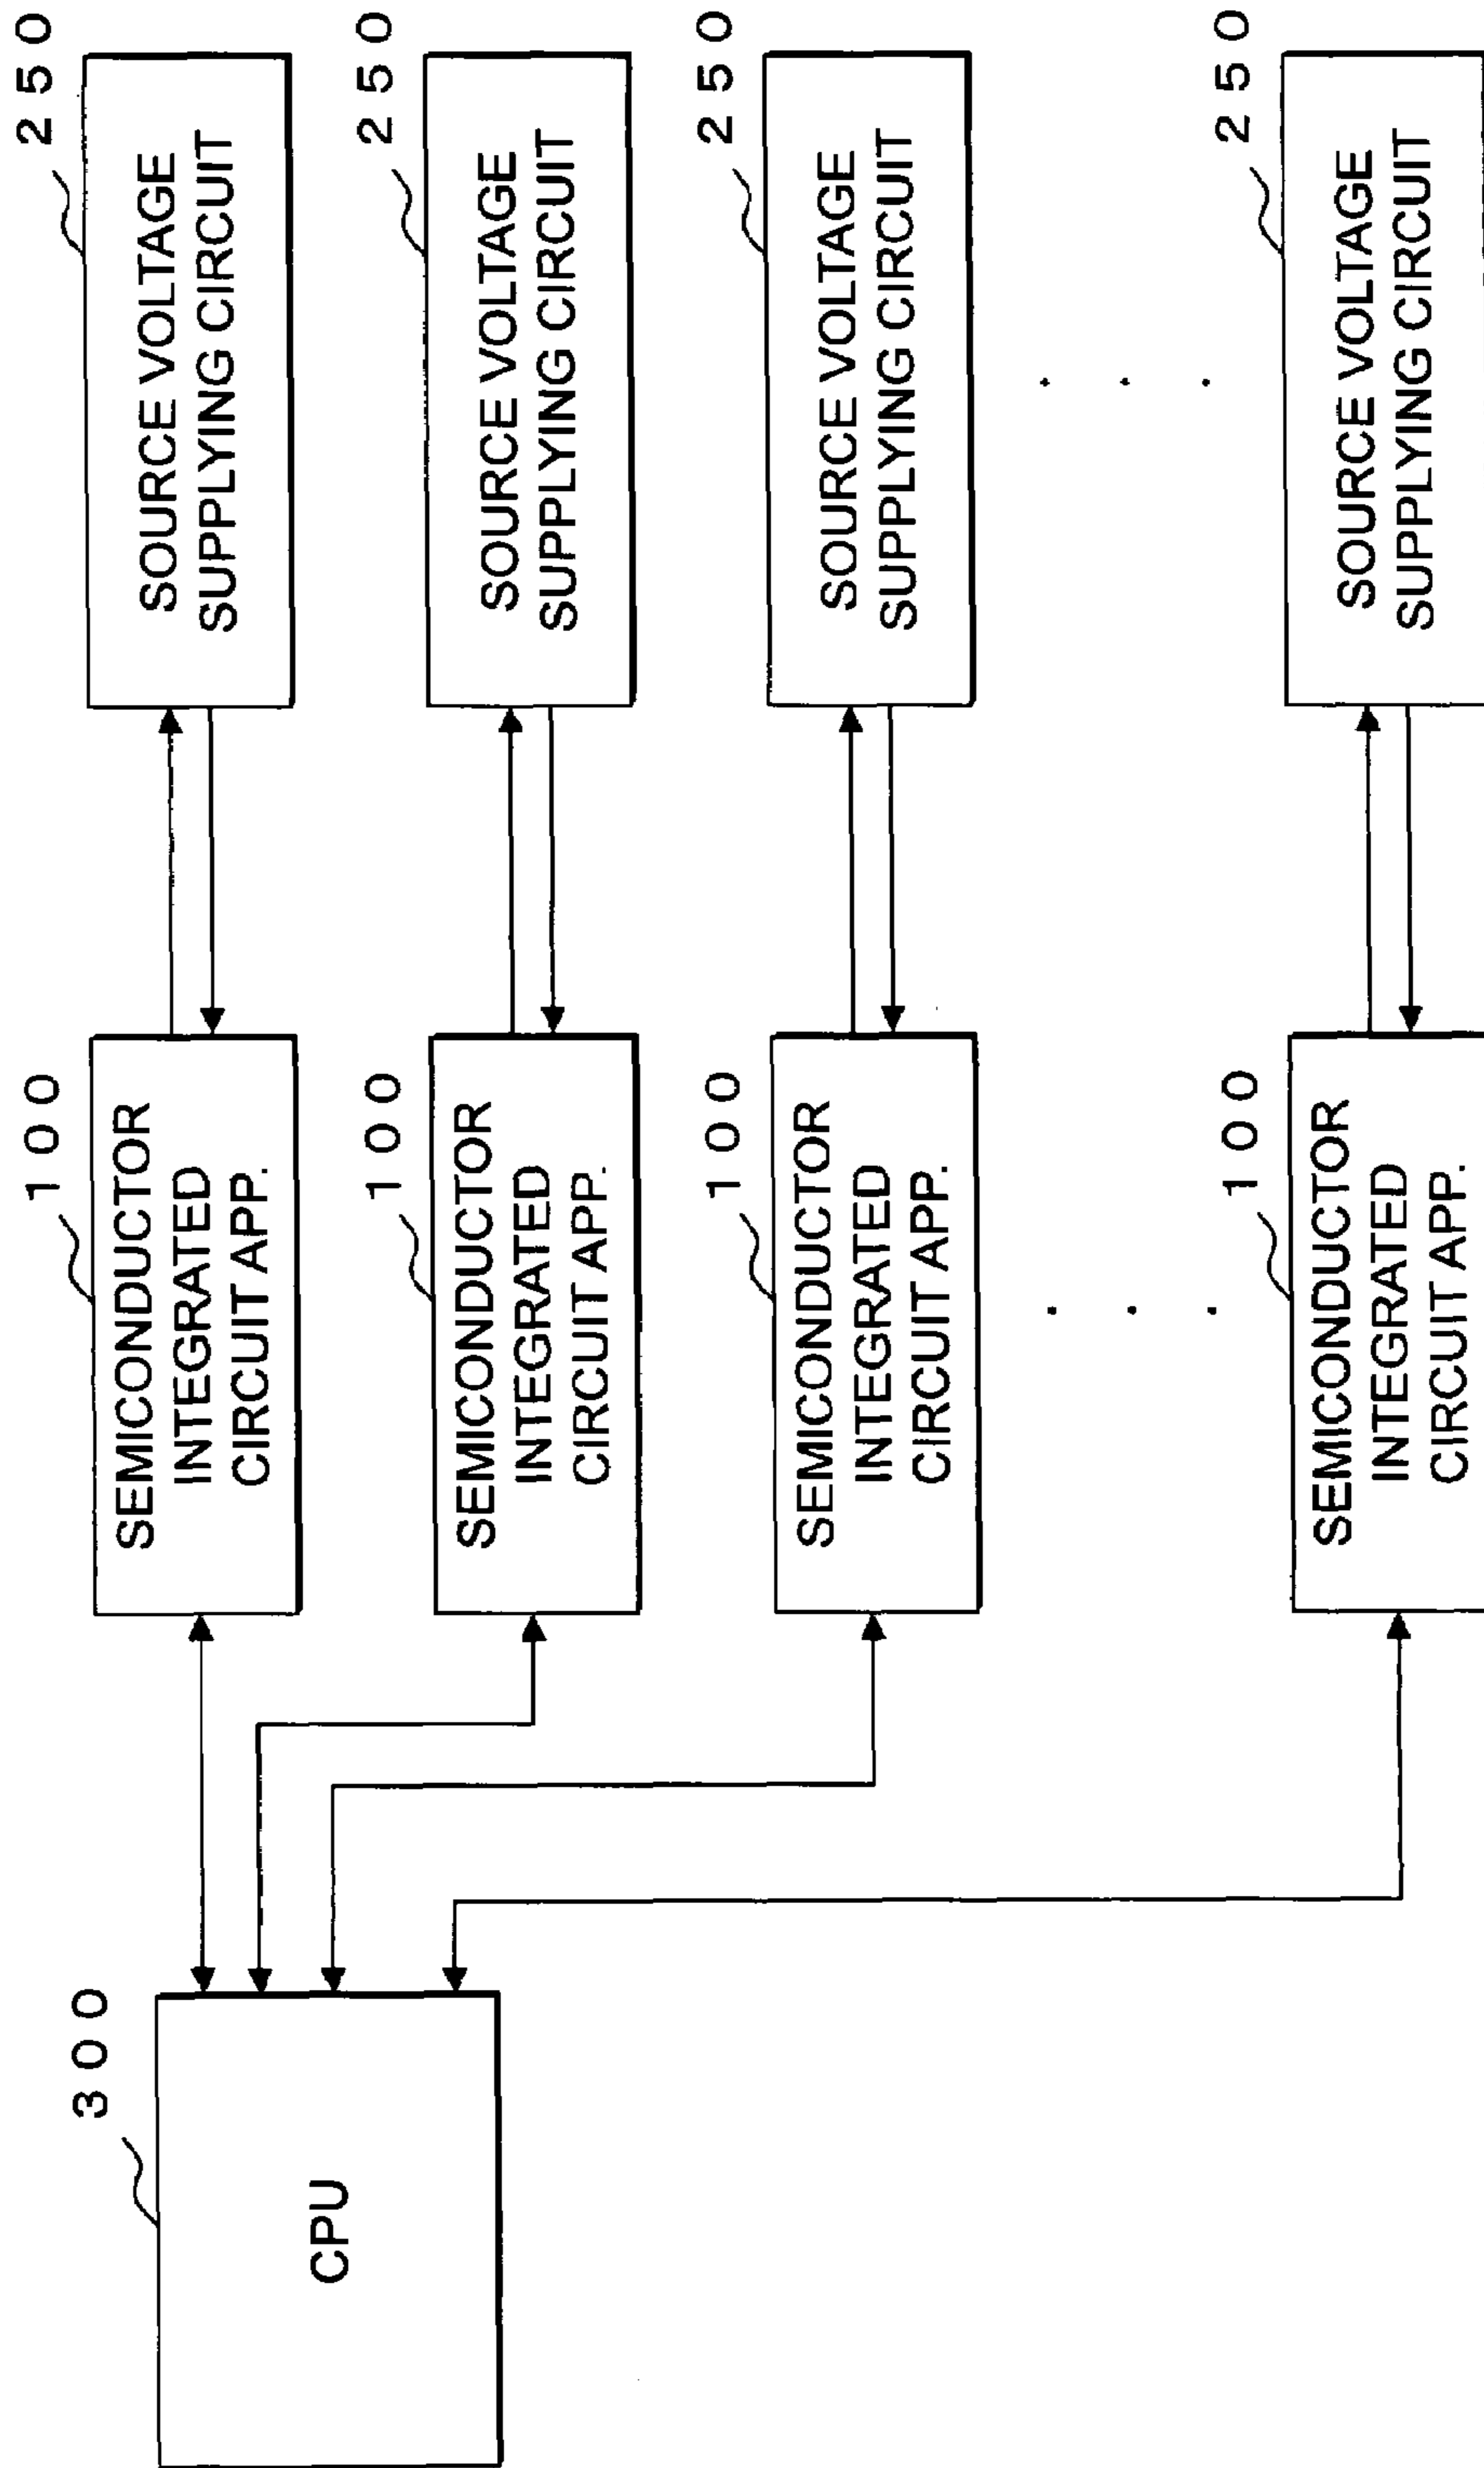 300
CPU
100
SEMICONDUCTOR
INTEGRATED
CIRCUIT APP.
250
SOURCE VOLTAGE
SUPPLYING CIRCUIT
100
SEMICONDUCTOR
INTEGRATED
CIRCUIT APP.
250
SOURCE VOLTAGE
SUPPLYING CIRCUIT
100
SEMICONDUCTOR
INTEGRATED
CIRCUIT APP.
250
SOURCE VOLTAGE
SUPPLYING CIRCUIT
100
SEMICONDUCTOR
INTEGRATED
CIRCUIT APP.
250
SOURCE VOLTAGE
SUPPLYING CIRCUIT